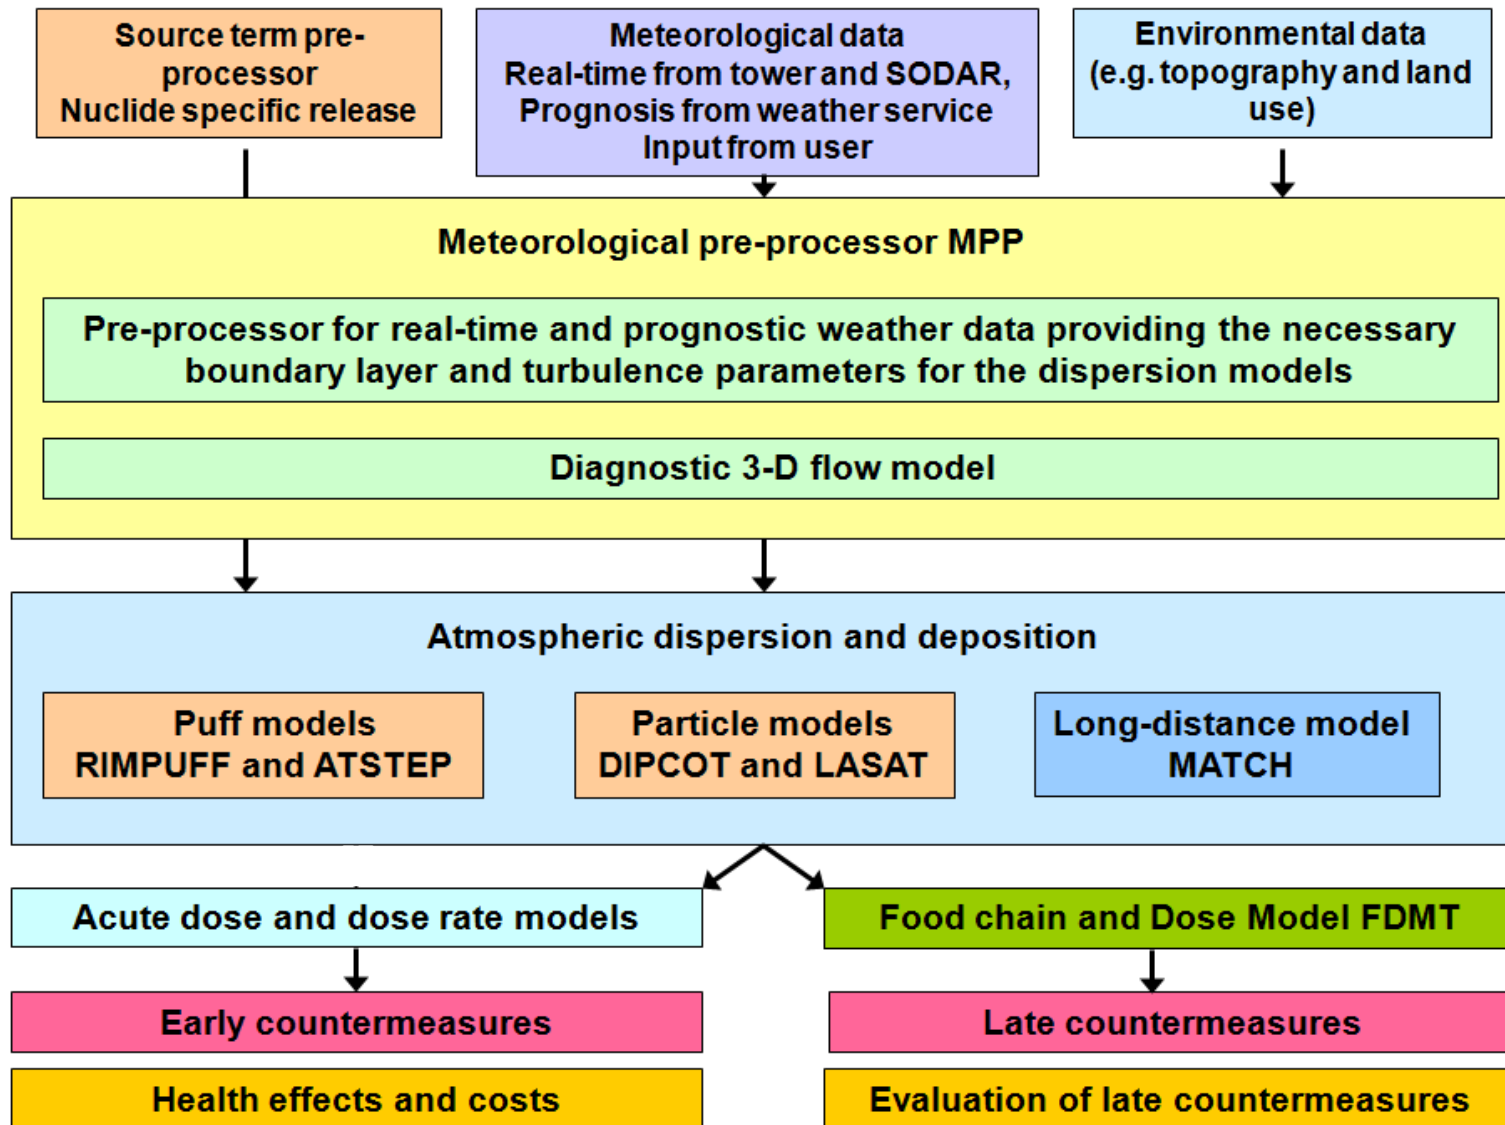 Source term pre-
processor
Nuclide specific release
Meteorological data
Real-time from tower and SODAR,
Prognosis from weather service
Input from user
Environmental data
(e.g. topography and land
use)
Meteorological pre-processor MPP
Pre-processor for real-time and prognostic weather data providing the necessary
boundary layer and turbulence parameters for the dispersion models
Diagnostic 3-D flow model
Atmospheric dispersion and deposition
Puff models
RIMPUFF and ATSTEP
Particle models
DIPCOT and LASAT
Long-distance model
MATCH
Acute dose and dose rate models
Food chain and Dose Model FDMT
Early countermeasures
Late countermeasures
Health effects and costs
Evaluation of late countermeasures